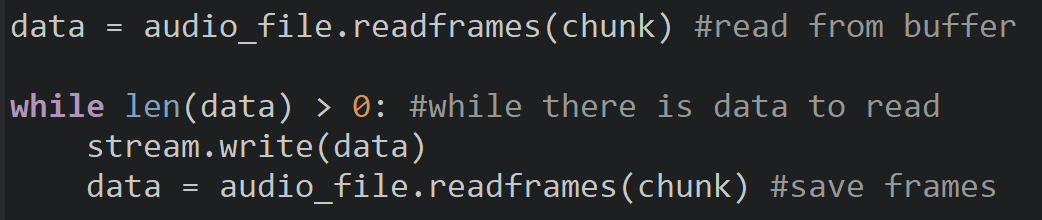 data = audio_file.readframes(chunk) #read from buffer
while len(data) > 0: #while there is data to read
    stream.write(data)
    data = audio_file.readframes(chunk) #save frames